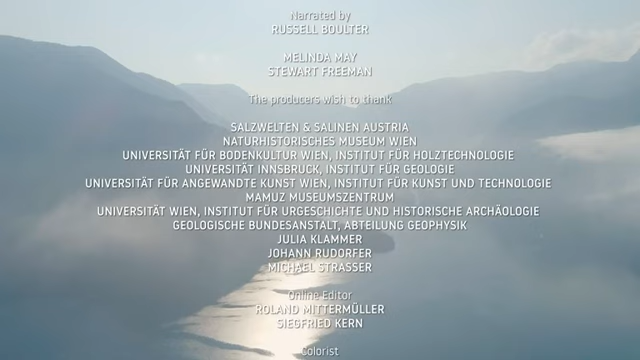 Narrated by
RUSSELL BOULTER
MELINDA MAY
STEWART FREEMAN
The producers wish to thank
SALZWELTEN & SALINEN AUSTRIA
NATURHISTORISCHES MUSEUM WIEN
UNIVERSITÄT FÜR BODENKULTUR WIEN, INSTITUT FÜR HOLZTECHNOLOGIE
UNIVERSITÄT INNSBRUCK, INSTITUT FÜR GEOLOGIE
UNIVERSITÄT FÜR ANGEWANDTE KUNST WIEN, INSTITUT FÜR KUNST UND TECHNOLOGIE
MAMUZ MUSEUMSZENTRUM
UNIVERSITÄT WIEN, INSTITUT FÜR URGESCHICHTE UND HISTORISCHE ARCHÄOLOGIE
GEOLOGISCHE BUNDESANSTALT, ABTEILUNG GEOPHYSIK
JULIA KLAMMER
JOHANN RUDORFER
MICHAEL STRASSER
Online Editor
ROLAND MITTERMÜLLER
SIEGFRIED KERN
Colorist